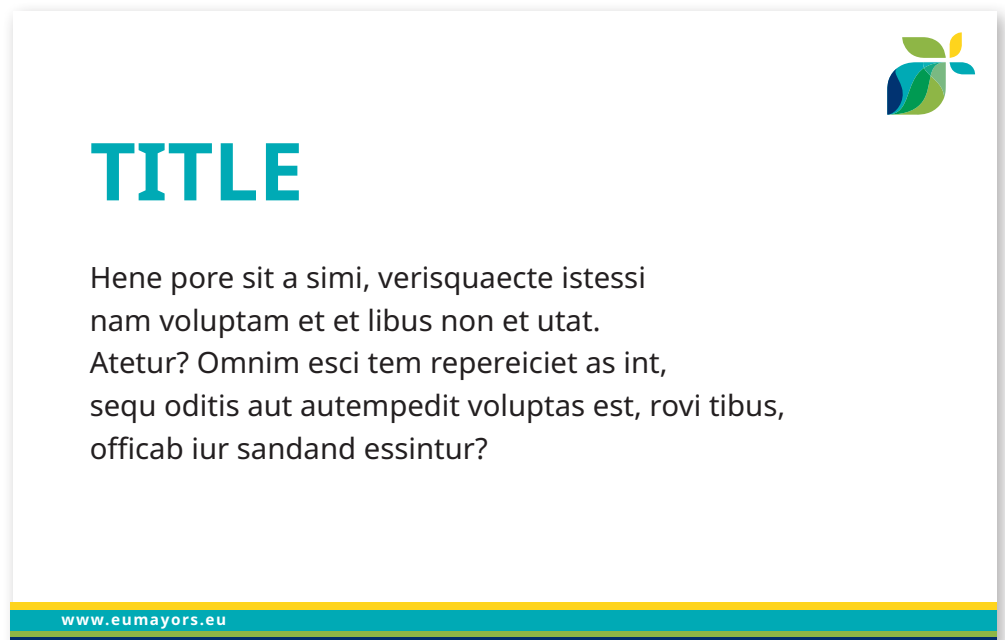 TITLE
Hene pore sit a simi, verisquaecte istessi
nam voluptam et et libus non et utat.
Atetur? Omnim esci tem repereiciet as int,
sequ oditis aut autempedit voluptas est, rovi tibus,
officab iur sandand essintur?
www.eumayors.eu